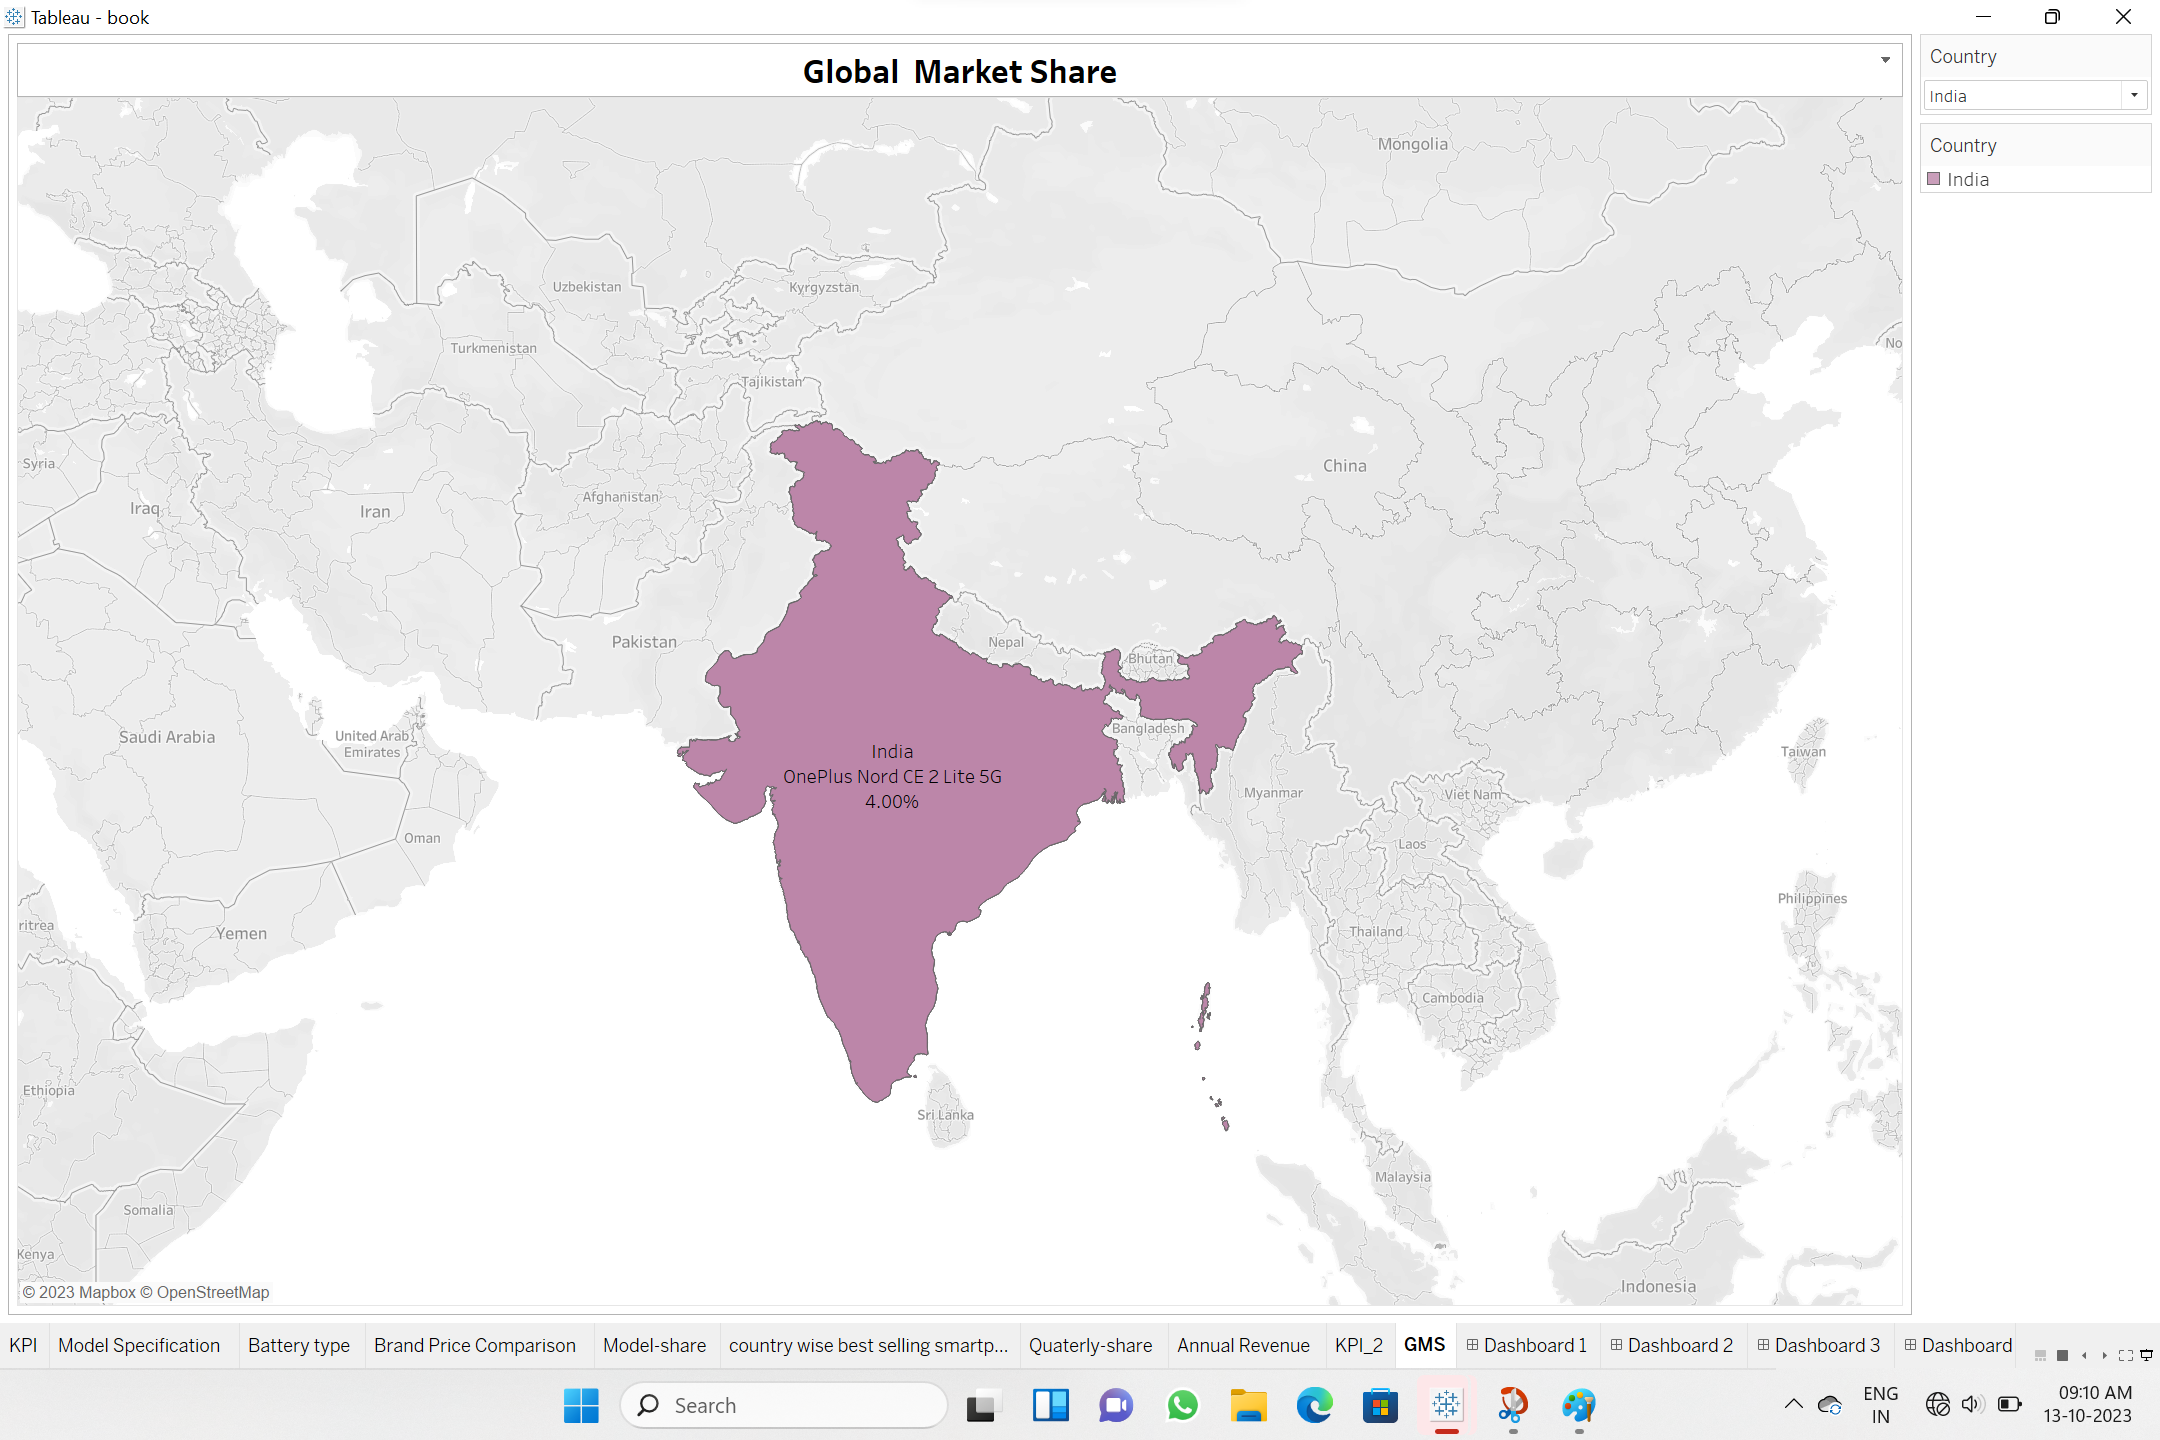 Tableau - book
Global  Market Share
Country
India
Country
India
Mongolia
Uzbekistan
Kyrgyzstan
Turkmenistan
No
Tajikistan
Syria
China
Afghanistan
Iraq
Iran
Pakistan
Nepal
Bhutan
Bangladesh
Saudi Arabia
United Arab
Emirates
Taiwan
India
OnePlus Nord CE 2 Lite 5G
4.00%
Myanmar
Viet Nam
Oman
Laos
Philippines
ritrea
Yemen
Thailand
Cambodia
Ethiopia
Sri Lanka
Malaysia
Somalia
Kenya
Indonesia
© 2023 Mapbox © OpenStreetMap
KPI
Model Specification
Battery type
Brand Price Comparison
Model-share
country wise best selling smartp...
Quaterly-share
Annual Revenue
KPI_2
GMS
Dashboard 1
Dashboard 2
Dashboard 3
Dashboard
Search
ENG
IN
09:10 AM
13-10-2023